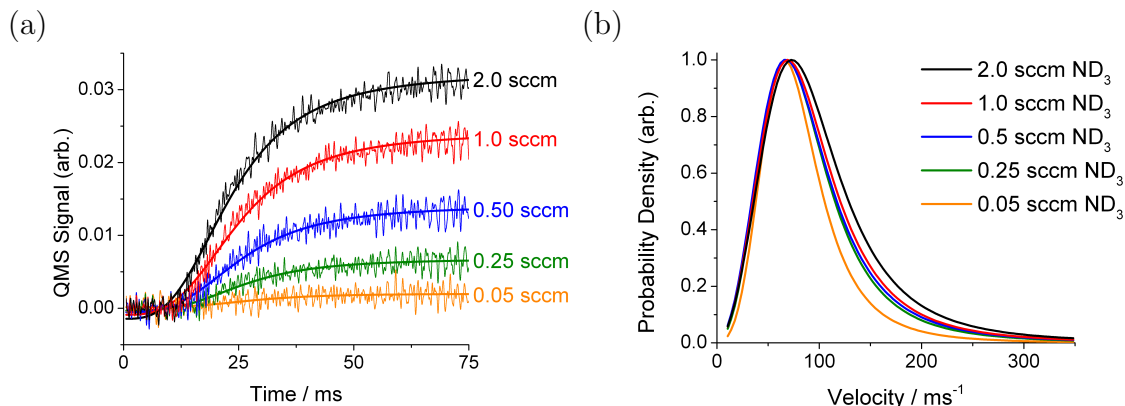 (a)
QMS Signal (arb.)
0.03
0.02
0.01
0.00
2.0 sccm
1.0 sccm
0.50 sccm
0.25 sccm
0.05 sccm
0 25 50 75
Time / ms
(b)
Probability Density (arb.)
1.0
0.8
0.6
0.4
0.2
0.0
2.0 sccm ND₃
1.0 sccm ND₃
0.5 sccm ND₃
0.25 sccm ND₃
0.05 sccm ND₃
0 100 200 300
Velocity / ms⁻¹